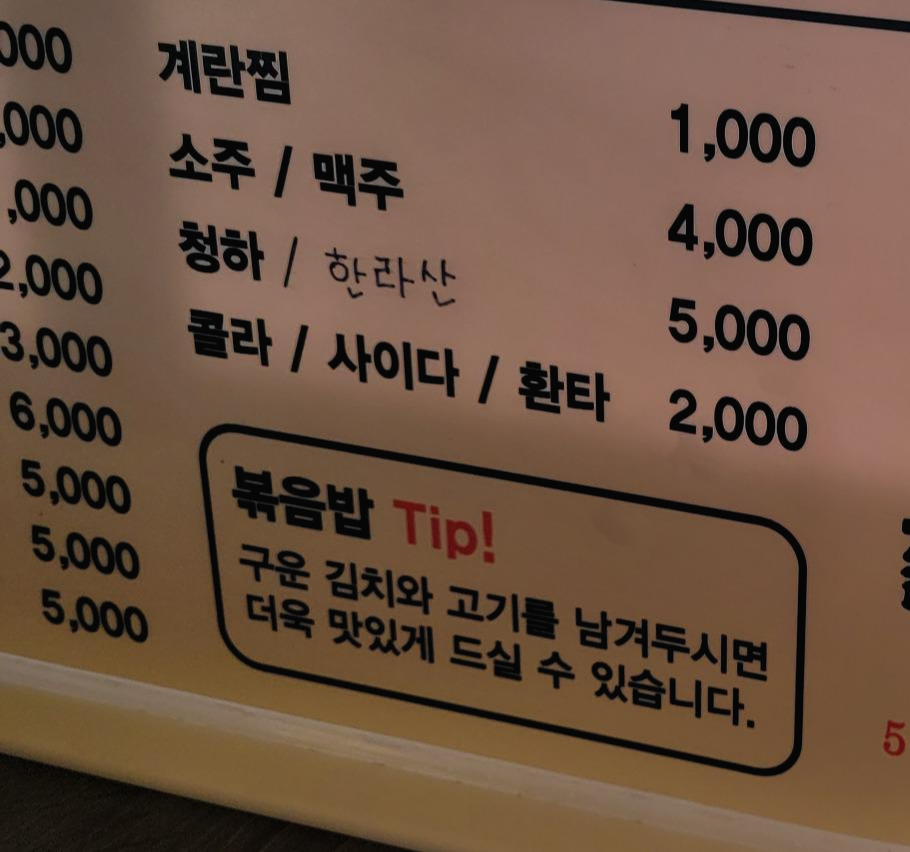 000
,000
,000
2,000
3,000
6,000
5,000
5,000
5,000
계란찜 1,000
소주 / 맥주 4,000
청하 / 한라산 5,000
콜라 / 사이다 / 환타 2,000
볶음밥 Tip!
구운 김치와 고기를 남겨두시면
더욱 맛있게 드실 수 있습니다.
5